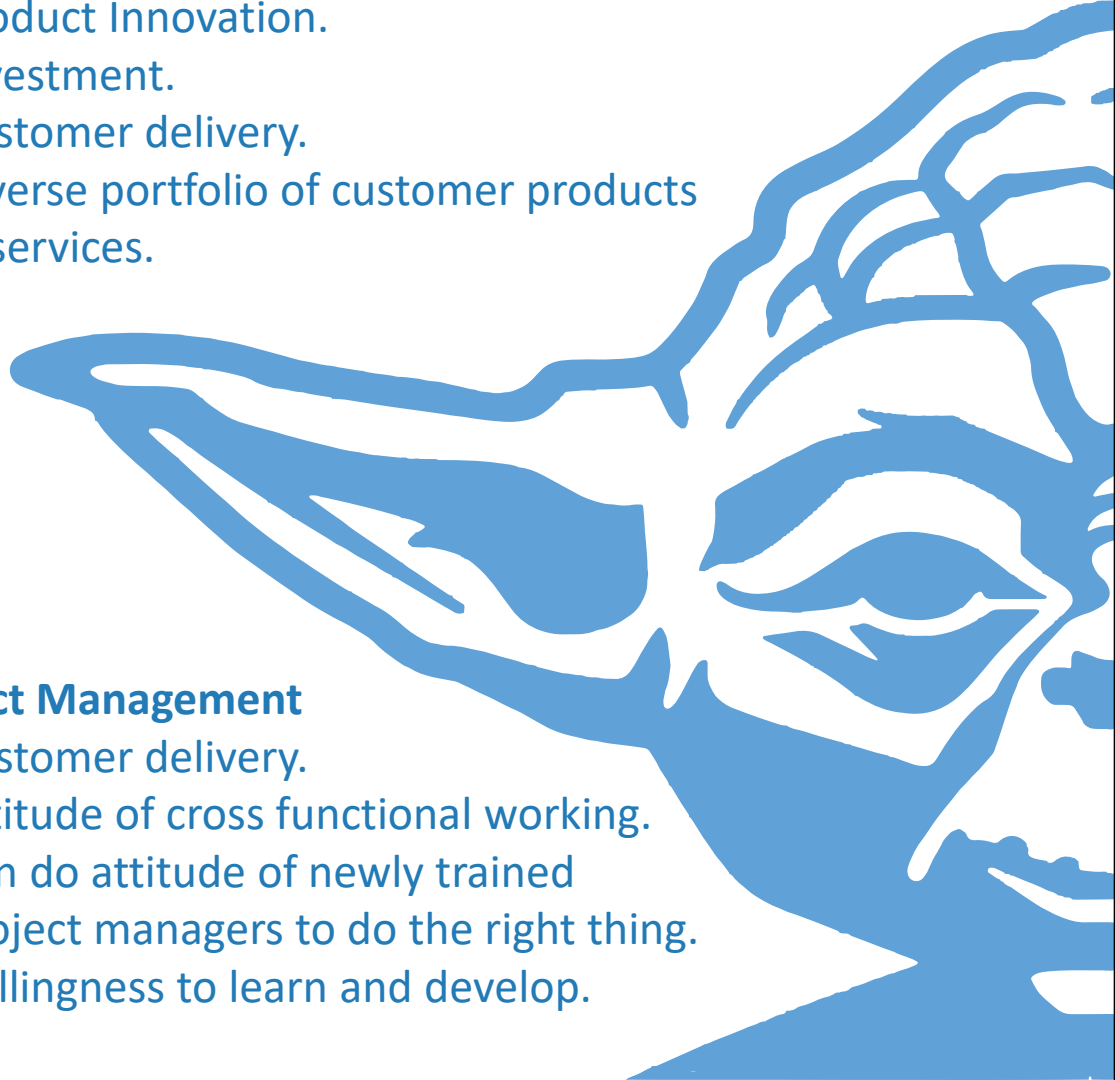 oduct Innovation.
vestment.
stomer delivery.
verse portfolio of customer products
services.
ct Management
stomer delivery.
titude of cross functional working.
n do attitude of newly trained
oject managers to do the right thing.
llingness to learn and develop.